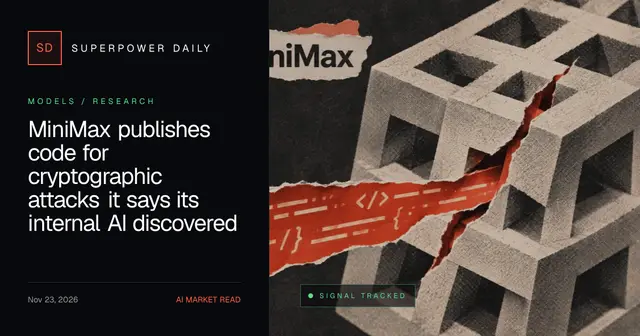 SD SUPERPOWER DAILY
MODELS / RESEARCH
MiniMax publishes
code for
cryptographic
attacks it says its
internal AI discovered
Nov 23, 2026
AI MARKET READ
niMax
</>
/}
SIGNAL TRACKED